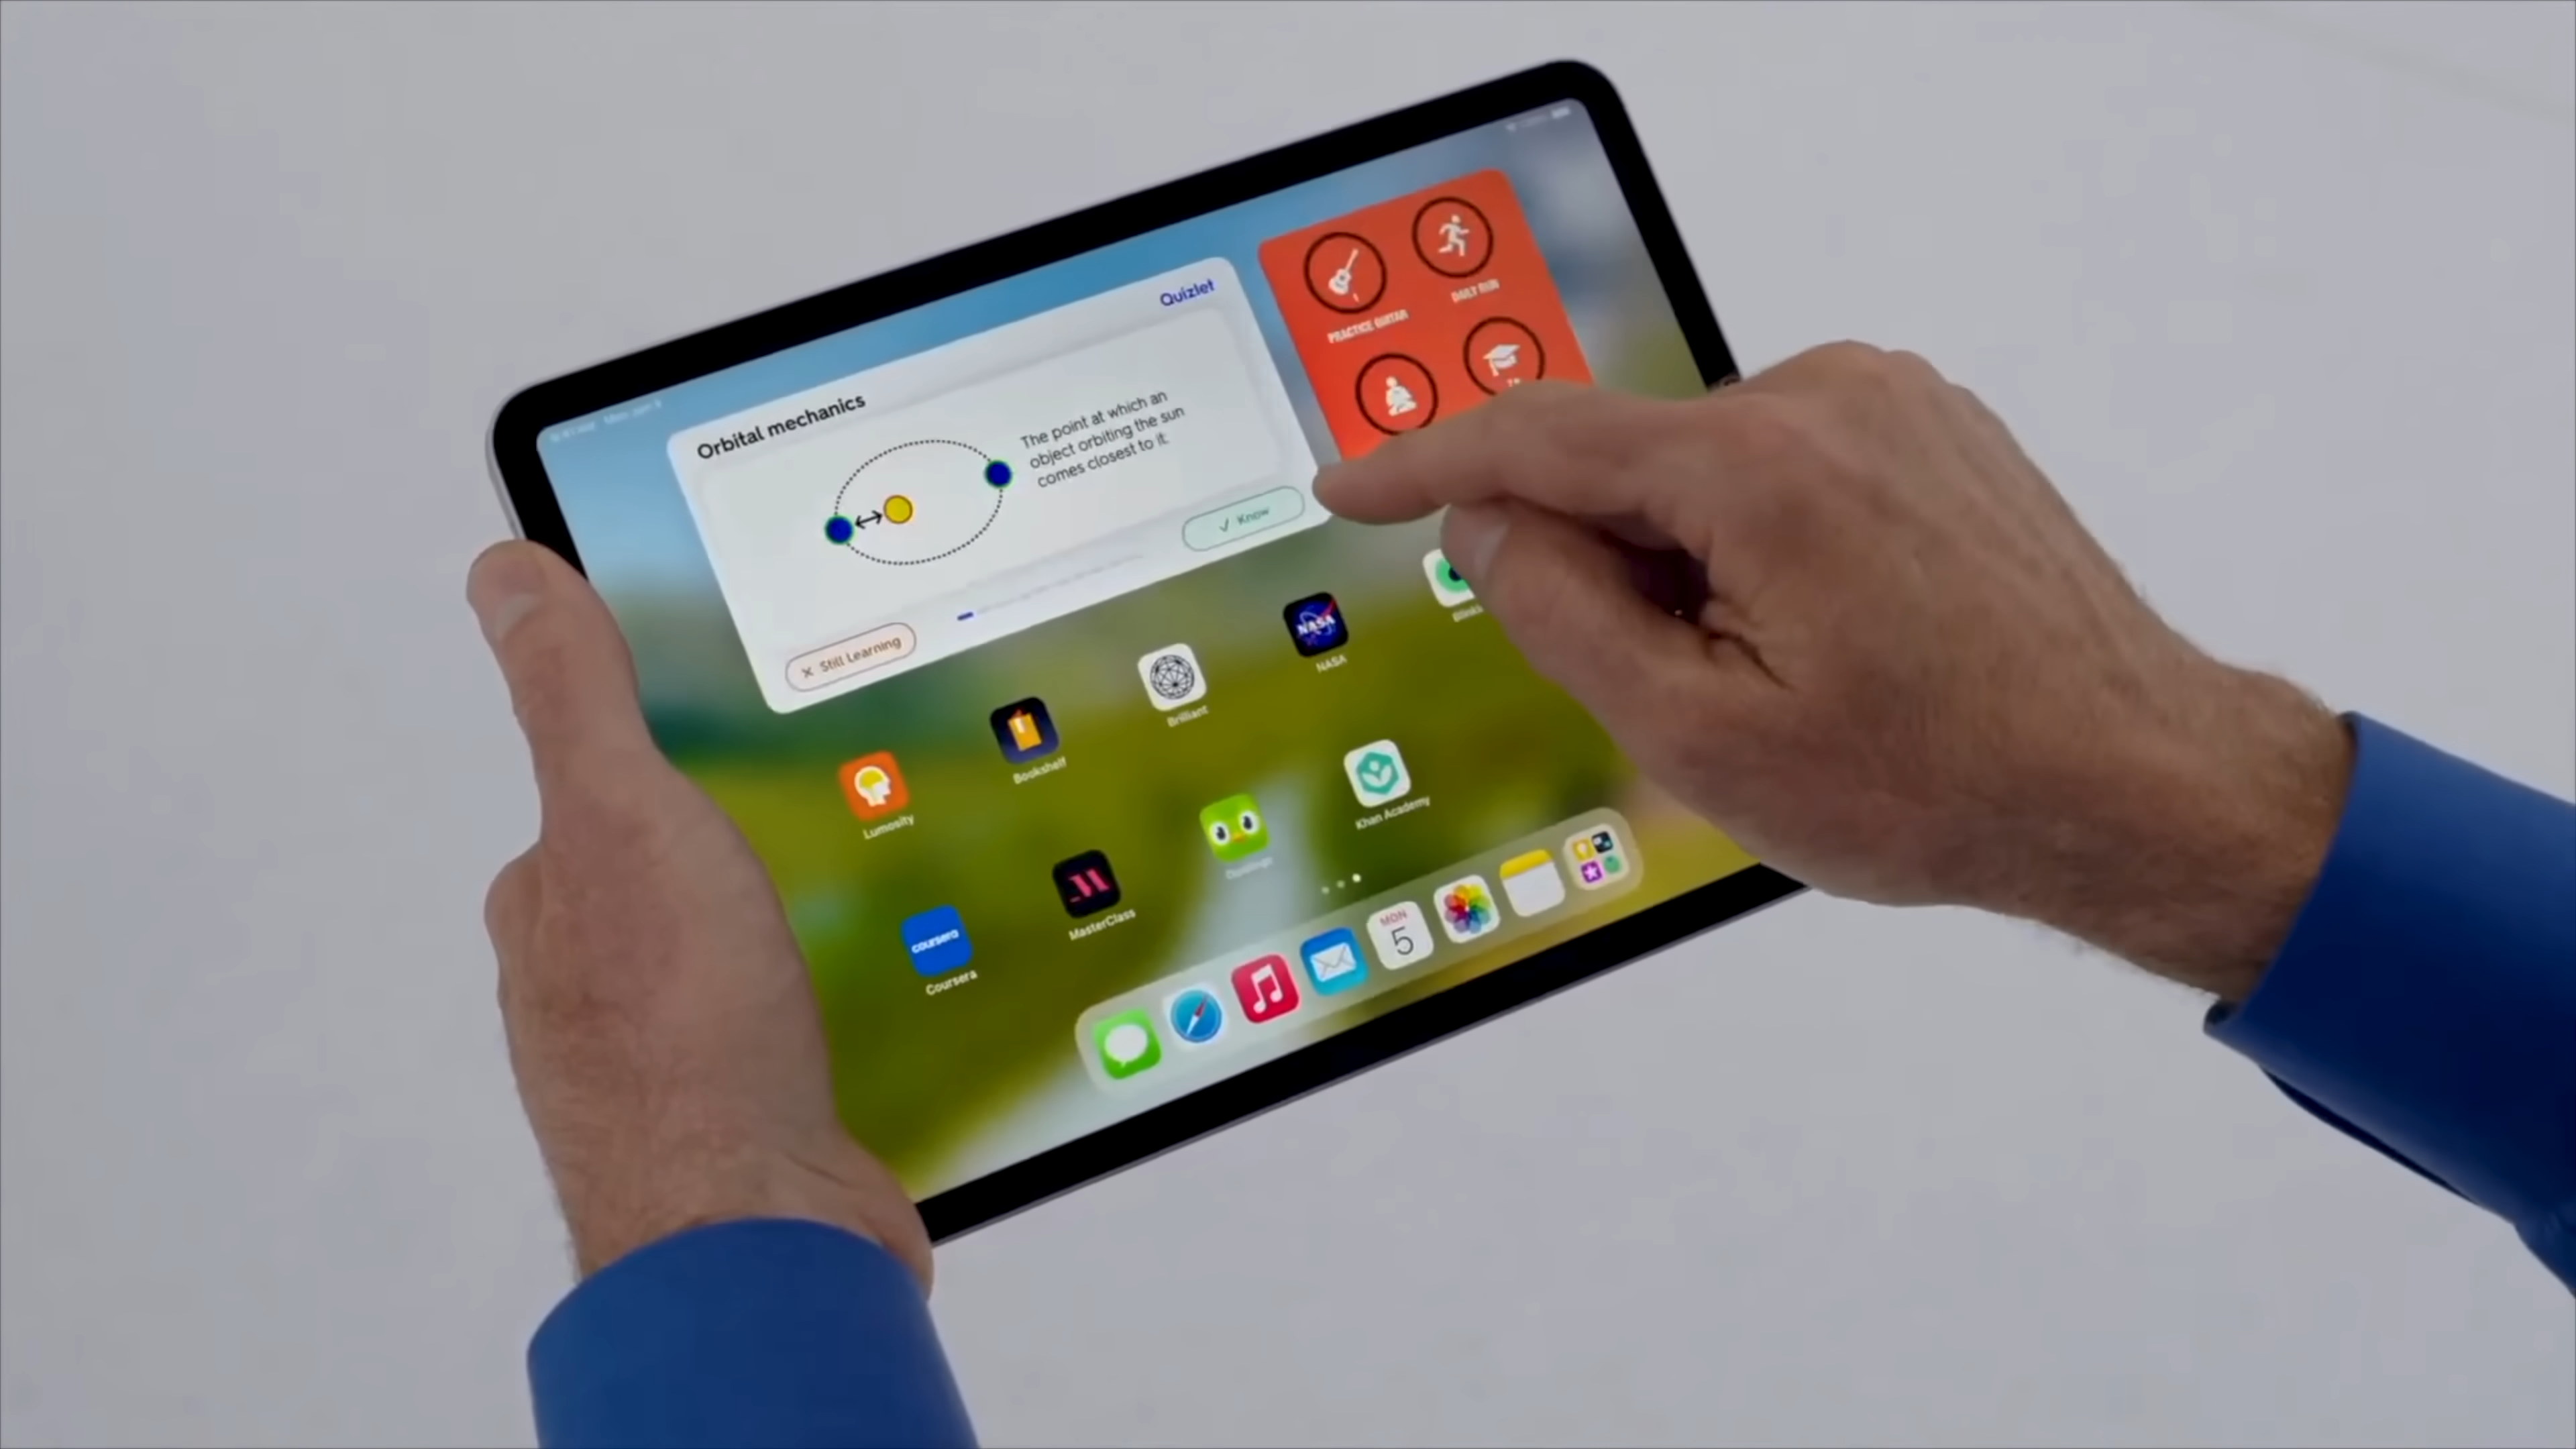 Quizlet
Orbital mechanics
The point at which an
object orbiting the sun
comes closest to it:
✓ Know
✕ Still Learning
PRACTICE GUITAR
DAILY RUN
Lumosity
Bookshelf
Brilliant
NASA
NASA
coursera
Coursera
MasterClass
Duolingo
Khan Academy
MON
5